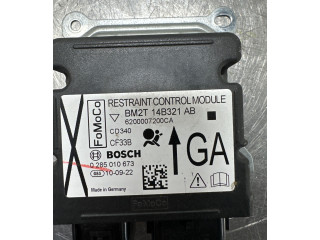 FoMoCo
RESTRAINT CONTROL MODULE
BM2T 14B321 AB
6200007200CA
CD340
CF33B
BOSCH
0 285 010 673
10-09-22
Made in Germany
GA
FoMoCo